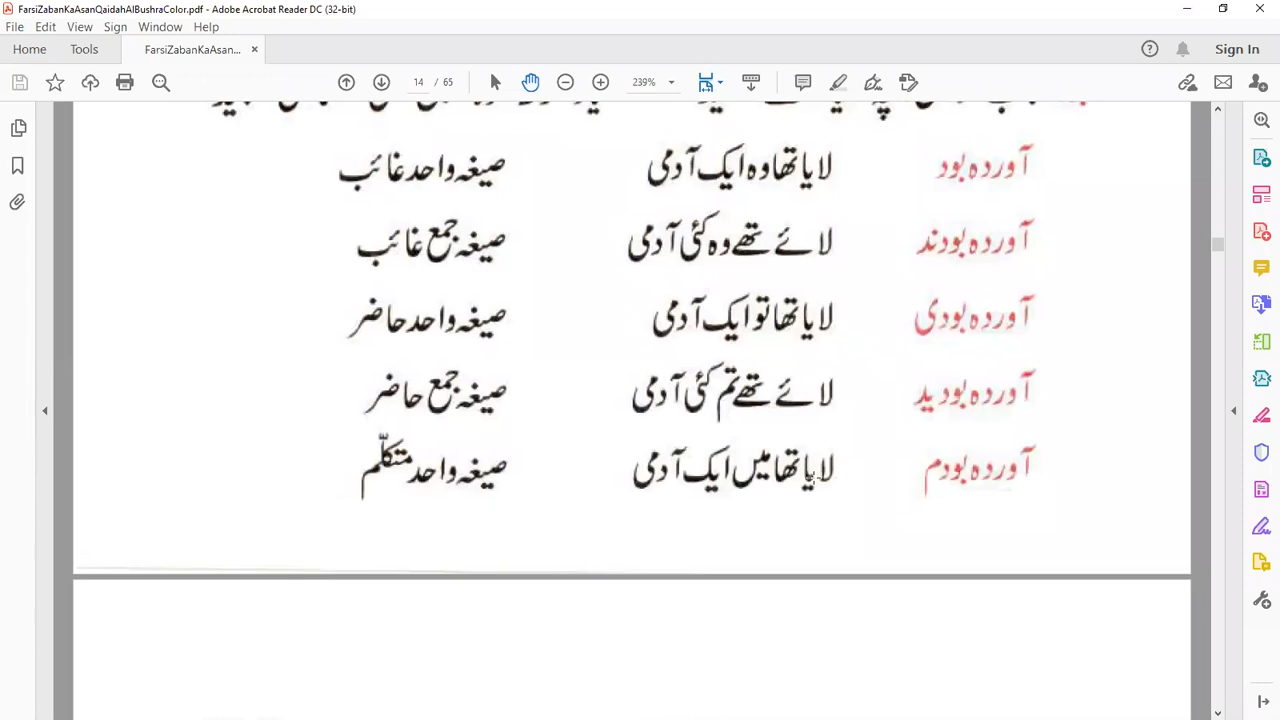 FarsiZabanKaAsanQaidahAlBushraColor.pdf - Adobe Acrobat Reader DC (32-bit)
File Edit View Sign Window Help
Home Tools FarsiZabanKaAsan... × Sign In
14 / 65 239%
آوردہ بود لایا تھا وہ ایک آدمی صیغہ واحد غائب
آوردہ بودند لائے تھے وہ کئی آدمی صیغہ جمع غائب
آوردہ بودی لایا تھا تو ایک آدمی صیغہ واحد حاضر
آوردہ بودید لائے تھے تم کئی آدمی صیغہ جمع حاضر
آوردہ بودم لایا تھا میں ایک آدمی صیغہ واحد متکلّم